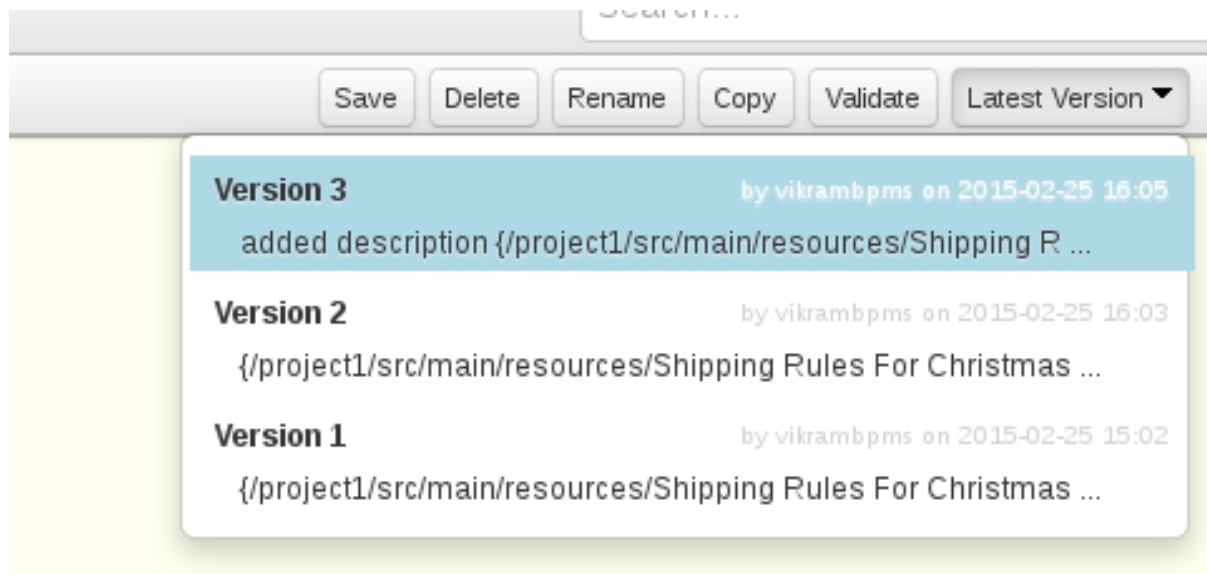 Search...
Save Delete Rename Copy Validate Latest Version
Version 3 by vikrambpms on 2015-02-25 16:05
added description {/project1/src/main/resources/Shipping R ...
Version 2 by vikrambpms on 2015-02-25 16:03
{/project1/src/main/resources/Shipping Rules For Christmas ...
Version 1 by vikrambpms on 2015-02-25 15:02
{/project1/src/main/resources/Shipping Rules For Christmas ...